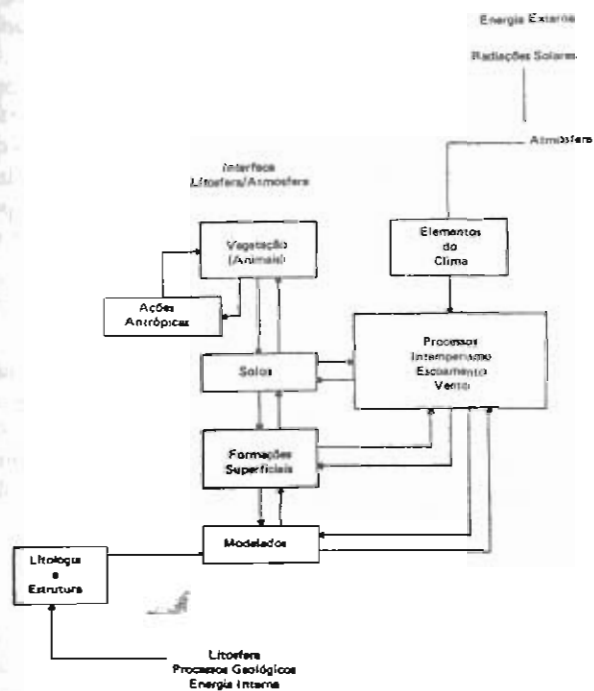 Energia Externa
Radiações Solares
Atmosfera
Interface
Litosfera/Atmosfera
Vegetação
(Animais)
Elementos
do
Clima
Ações
Antrópicas
Processos
Intemperismo
Escoamento
Vento
Solos
Formações
Superficiais
Modelados
Litologia
e
Estrutura
Litosfera
Processos Geológicos
Energia Interna